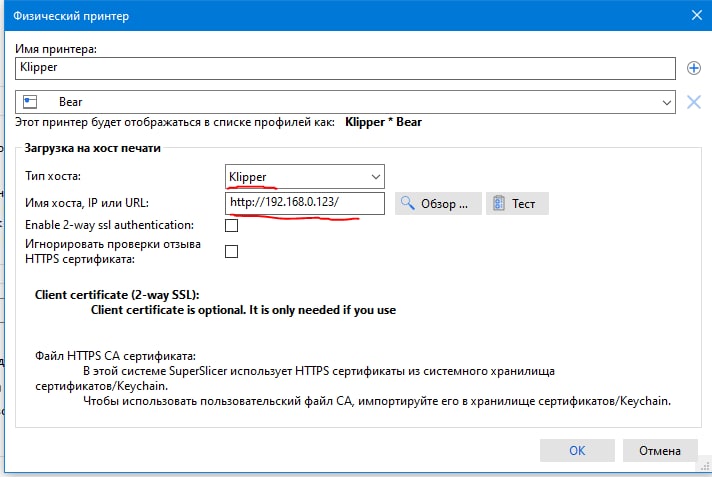 Физический принтер
Имя принтера:
Klipper
Bear
Этот принтер будет отображаться в списке профилей как: Klipper * Bear
Загрузка на хост печати
Тип хоста: Klipper
Имя хоста, IP или URL: http://192.168.0.123/ Обзор ... Тест
Enable 2-way ssl authentication:
Игнорировать проверки отзыва
HTTPS сертификата:
Client certificate (2-way SSL):
Client certificate is optional. It is only needed if you use
Файл HTTPS CA сертификата:
В этой системе SuperSlicer использует HTTPS сертификаты из системного хранилища
сертификатов/Keychain.
Чтобы использовать пользовательский файл CA, импортируйте его в хранилище сертификатов/Keychain.
OK Отмена